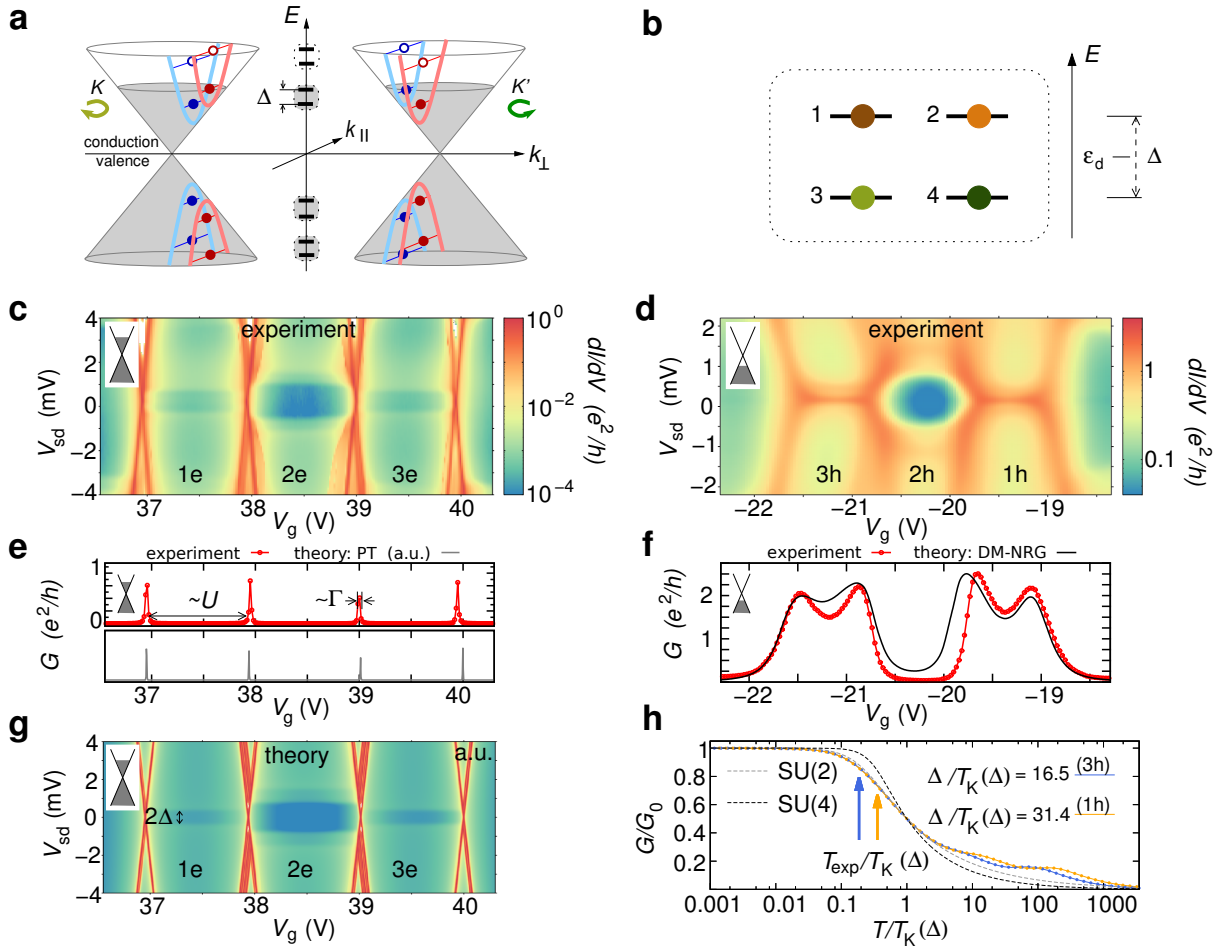 a
E
K
K'
Δ
k||
conduction
valence
k⊥
b
E
1
2
3
4
εd
Δ
c
experiment
4
2
0
−2
−4
Vsd (mV)
1e
2e
3e
37
38
39
40
Vg (V)
10^0
10^−2
10^−4
dI/dV (e²/h)
d
experiment
2
1
0
−1
−2
Vsd (mV)
3h
2h
1h
−22
−21
−20
−19
Vg (V)
1
0.1
dI/dV (e²/h)
e
experiment
theory: PT (a.u.)
1
0
~U
~Γ
G (e²/h)
37
38
39
40
Vg (V)
f
experiment
theory: DM-NRG
2
1
0
G (e²/h)
−22
−21
−20
−19
Vg (V)
g
theory
a.u.
4
2
0
−2
−4
Vsd (mV)
2Δ
1e
2e
3e
37
38
39
40
Vg (V)
h
1
0.8
0.6
0.4
0.2
G/G0
SU(2)
SU(4)
Δ/TK(Δ) = 16.5 (3h)
Δ/TK(Δ) = 31.4 (1h)
Texp/TK(Δ)
0.001
0.01
0.1
1
10
100
1000
T/TK(Δ)